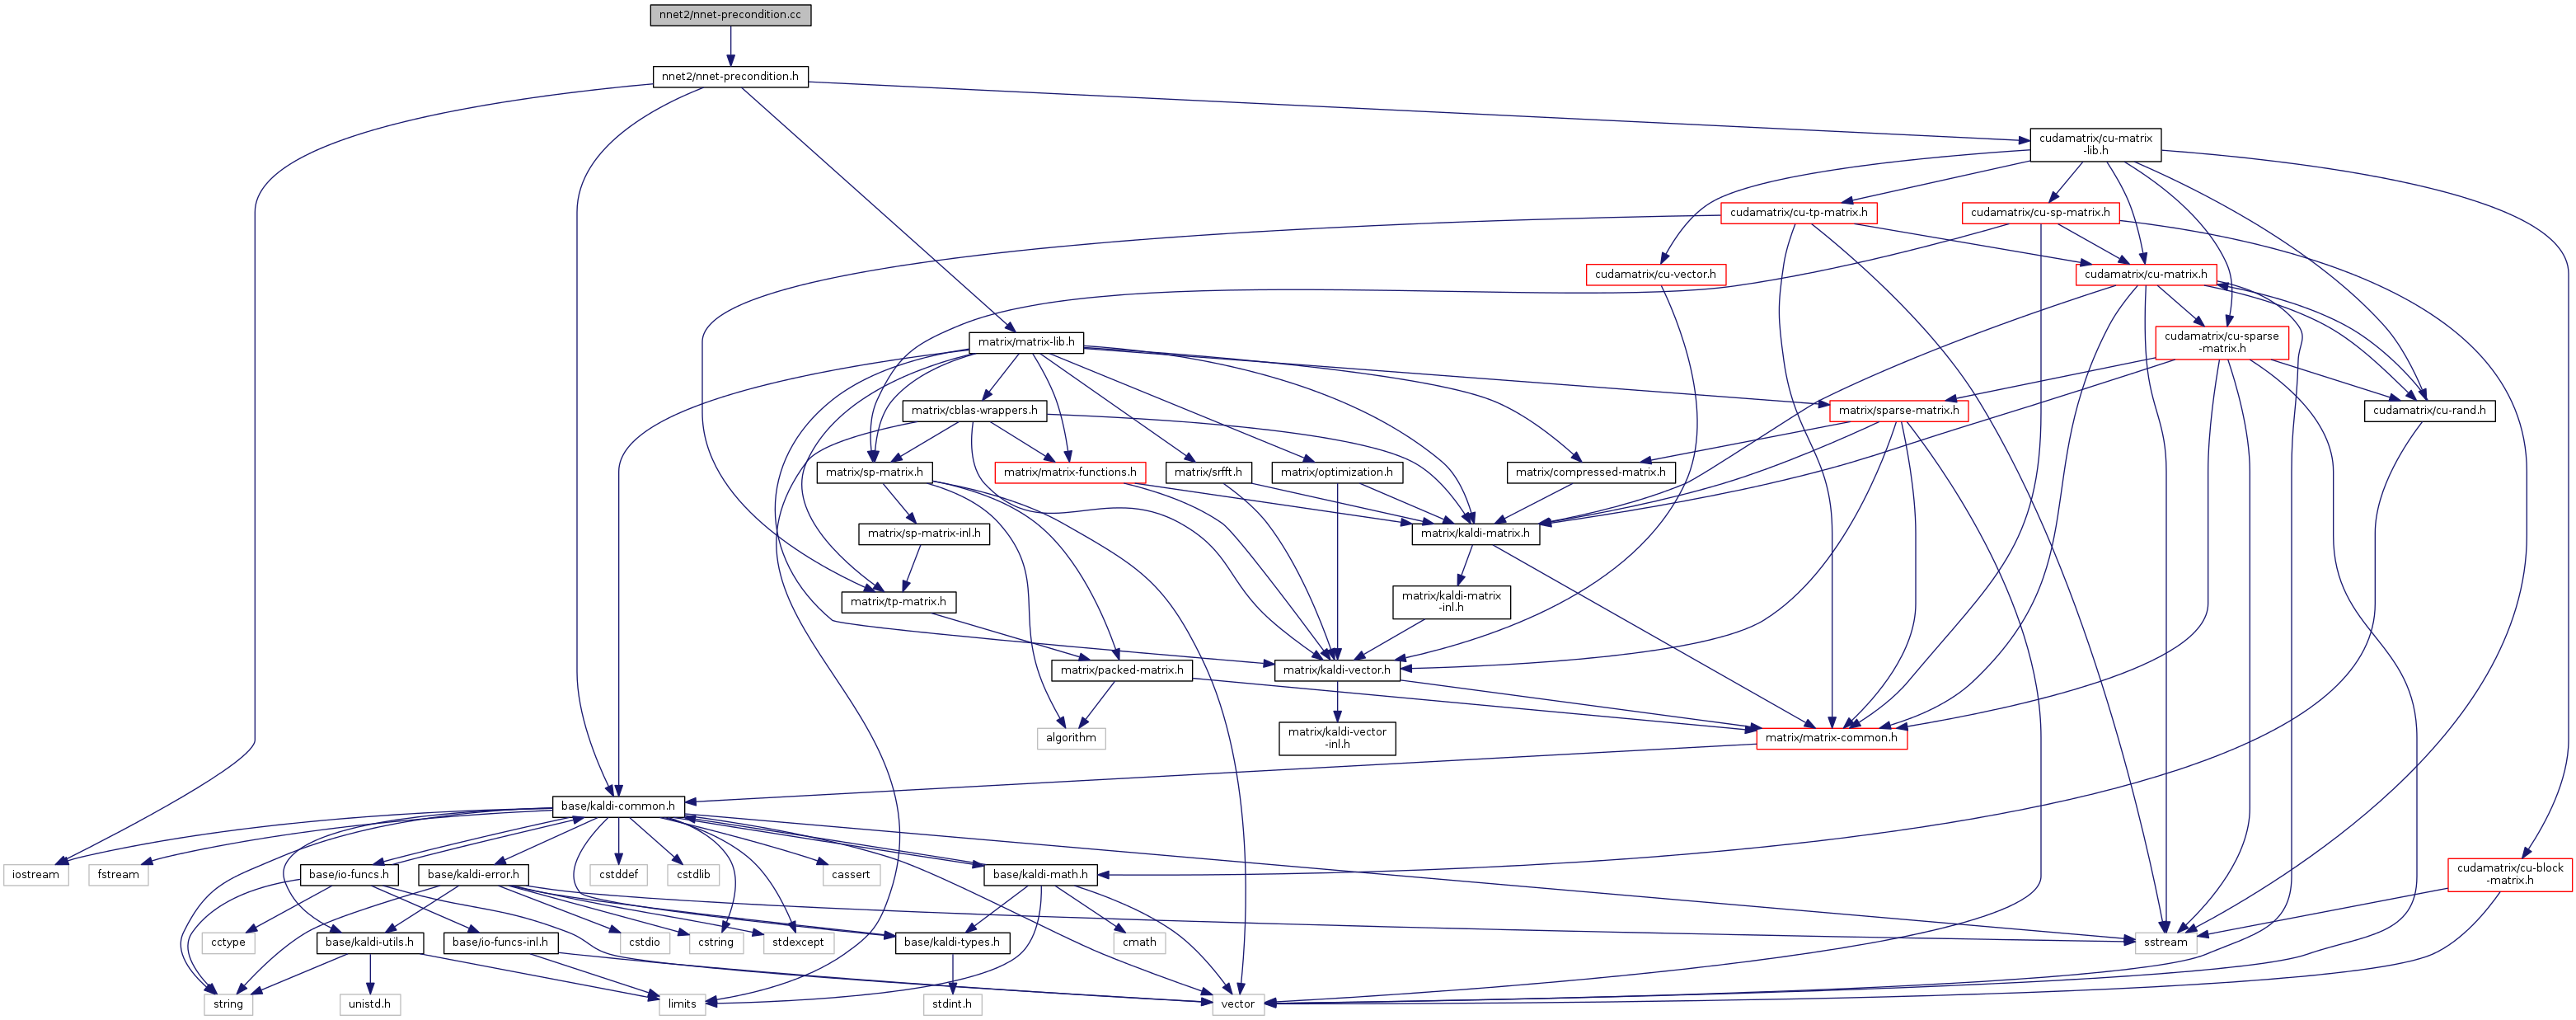 nnet2/nnet-precondition.cc
nnet2/nnet-precondition.h
cudamatrix/cu-matrix
-lib.h
cudamatrix/cu-tp-matrix.h
cudamatrix/cu-sp-matrix.h
cudamatrix/cu-vector.h
cudamatrix/cu-matrix.h
matrix/matrix-lib.h
cudamatrix/cu-sparse
-matrix.h
matrix/cblas-wrappers.h
matrix/sparse-matrix.h
cudamatrix/cu-rand.h
matrix/sp-matrix.h
matrix/matrix-functions.h
matrix/srfft.h
matrix/optimization.h
matrix/compressed-matrix.h
matrix/sp-matrix-inl.h
matrix/kaldi-matrix.h
matrix/tp-matrix.h
matrix/kaldi-matrix
-inl.h
matrix/packed-matrix.h
matrix/kaldi-vector.h
algorithm
matrix/kaldi-vector
-inl.h
matrix/matrix-common.h
base/kaldi-common.h
iostream
fstream
base/io-funcs.h
base/kaldi-error.h
cstddef
cstdlib
cassert
base/kaldi-math.h
cudamatrix/cu-block
-matrix.h
cctype
base/kaldi-utils.h
base/io-funcs-inl.h
cstdio
cstring
stdexcept
base/kaldi-types.h
cmath
sstream
string
unistd.h
limits
stdint.h
vector